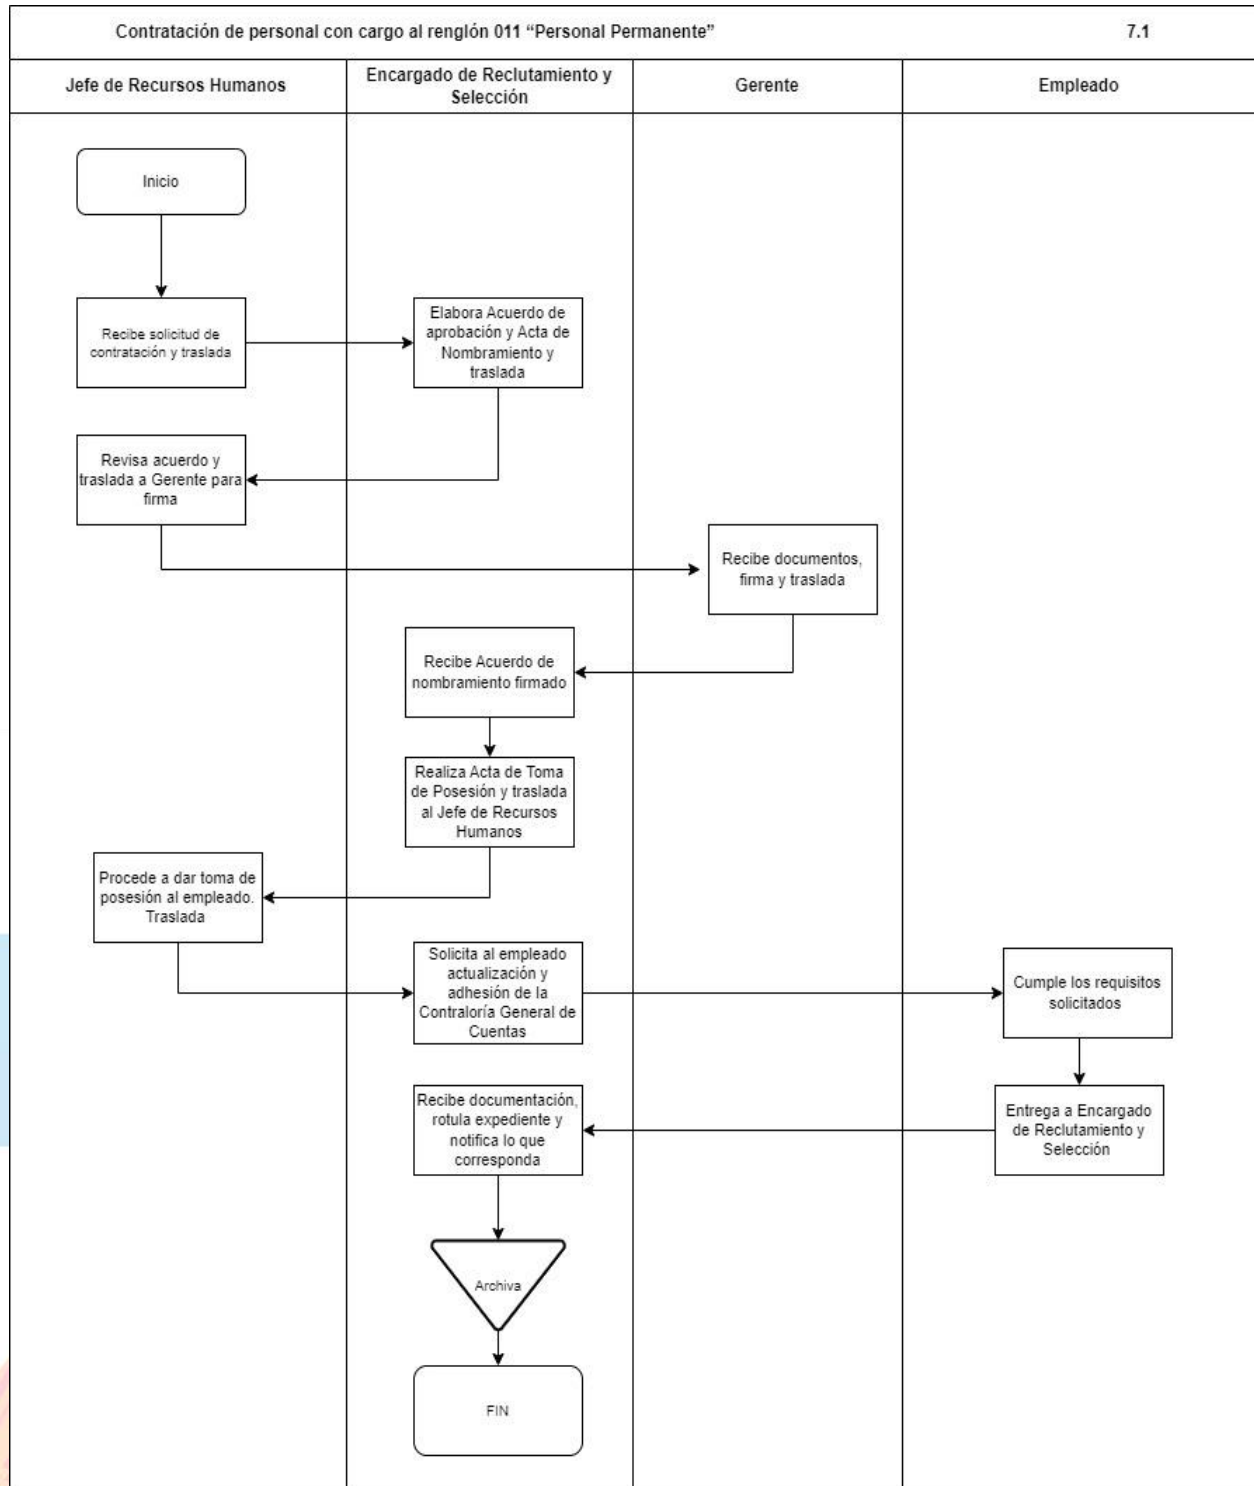 Contratación de personal con cargo al renglón 011 “Personal Permanente”
7.1
Jefe de Recursos Humanos
Encargado de Reclutamiento y
Selección
Gerente
Empleado
Inicio
Recibe solicitud de
contratación y traslada
Elabora Acuerdo de
aprobación y Acta de
Nombramiento y
traslada
Revisa acuerdo y
traslada a Gerente para
firma
Recibe documentos,
firma y traslada
Recibe Acuerdo de
nombramiento firmado
Realiza Acta de Toma
de Posesión y traslada
al Jefe de Recursos
Humanos
Procede a dar toma de
posesión al empleado.
Traslada
Solicita al empleado
actualización y
adhesión de la
Contraloría General de
Cuentas
Cumple los requisitos
solicitados
Entrega a Encargado
de Reclutamiento y
Selección
Recibe documentación,
rotula expediente y
notifica lo que
corresponda
Archiva
FIN